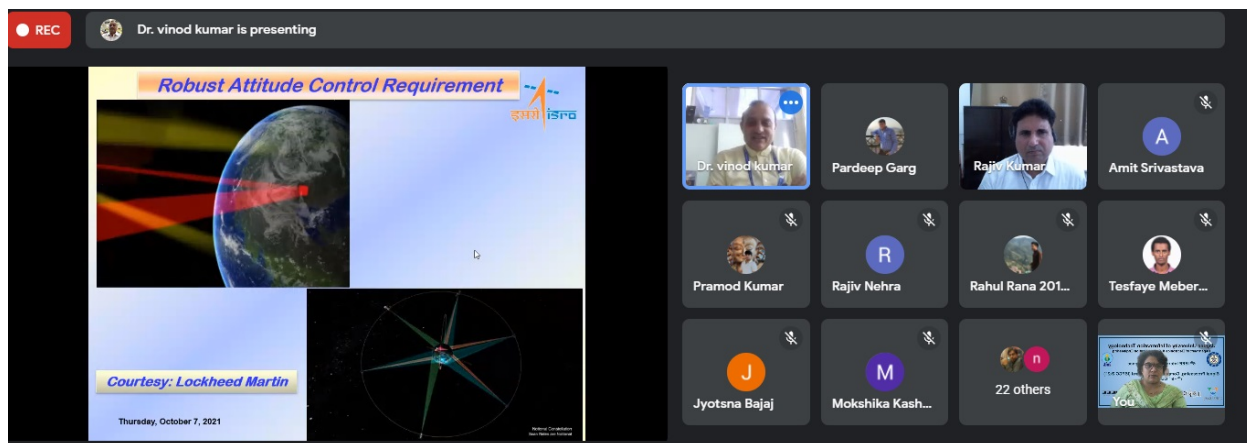 REC
Dr. vinod kumar is presenting
Robust Attitude Control Requirement
इसरो isro
Courtesy: Lockheed Martin
Thursday, October 7, 2021
Dr. vinod kumar
Pardeep Garg
Rajiv Kumar
A
Amit Srivastava
Pramod Kumar
R
Rajiv Nehra
Rahul Rana 201...
Tesfaye Meber...
J
Jyotsna Bajaj
M
Mokshika Kash...
n
22 others
You